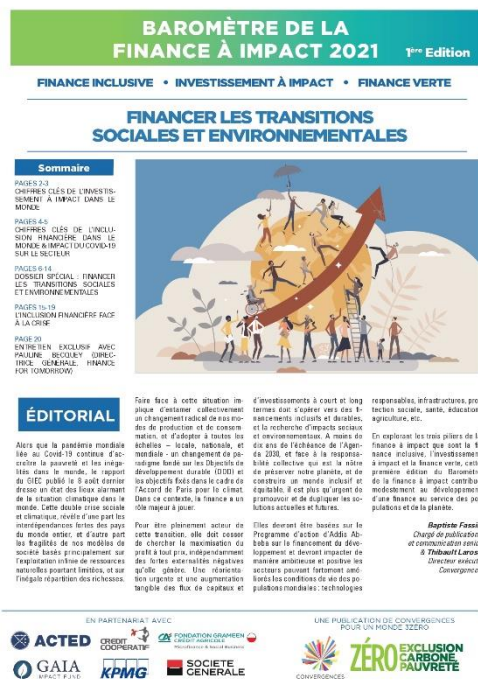 BAROMÈTRE DE LA
FINANCE À IMPACT 2021
1ère Edition
FINANCE INCLUSIVE • INVESTISSEMENT À IMPACT • FINANCE VERTE
FINANCER LES TRANSITIONS
SOCIALES ET ENVIRONNEMENTALES
Sommaire
PAGES 2-3
CHIFFRES CLÉS DE L'INVESTIS-
SEMENT À IMPACT DANS LE
MONDE
PAGES 4-5
CHIFFRES CLÉS DE L'INCLU-
SION FINANCIÈRE DANS LE
MONDE & IMPACT DU COVID-19
SUR LE SECTEUR
PAGES 6-14
DOSSIER SPÉCIAL : FINANCER
LES TRANSITIONS SOCIALES
ET ENVIRONNEMENTALES
PAGES 15-19
L'INCLUSION FINANCIÈRE FACE
À LA CRISE
PAGE 20
ENTRETIEN EXCLUSIF AVEC
PAULINE BECQUEY (DIREC-
TRICE GENERALE, FINANCE
FOR TOMORROW)
ÉDITORIAL
Alors que la pandémie mondiale
liée au Covid-19 continue d'ac-
croître la pauvreté et les inéga-
lités dans le monde, le rapport
du GIEC publié le 8 août dernier
dresse un état des lieux alarmant
de la situation climatique dans le
monde. Cette double crise sociale
et climatique, révèle d'une part les
interdépendances fortes des pays
du monde entier, et d'autre part
les fragilités de nos modèles de
société basés principalement sur
l'exploitation infinie de ressources
naturelles pourtant limitées, et sur
l'inégale répartition des richesses.
Faire face à cette situation im-
plique d'entamer collectivement
un changement radical de nos mo-
des de production et de consom-
mation, et d'adopter à toutes les
échelles – locale, nationale, et
mondiale - un changement de pa-
radigme fondé sur les Objectifs de
développement durable (ODD) et
les objectifs fixés dans le cadre de
l'Accord de Paris pour le climat.
Dans ce contexte, la finance a un
rôle majeur à jouer.
Pour être pleinement acteur de
cette transition, elle doit cesser
de chercher la maximisation du
profit à tout prix, indépendamment
des fortes externalités négatives
qu'elle génère. Une réorienta-
tion urgente et une augmentation
tangible des flux de capitaux et
d'investissements à court et long
termes doit s'opérer vers des fi-
nancements inclusifs et durables,
et la recherche d'impacts sociaux
et environnementaux. A moins de
dix ans de l'échéance de l'Agen-
da 2030, et face à la responsa-
bilité collective qui est la nôtre
de préserver notre planète, et de
construire un monde inclusif et
équitable, il est plus qu'urgent de
promouvoir et de dupliquer les so-
lutions actuelles et futures.
Elles devront être basées sur le
Programme d'action d'Addis Ab-
beba sur le financement du déve-
loppement et devront impacter de
manière ambitieuse et positive les
secteurs pouvant fortement amé-
liorer les conditions de vie des po-
pulations mondiales : technologies
responsables, infrastructures, pro
tection sociale, santé, éducation
agriculture, etc.
En explorant les trois piliers de l
finance à impact que sont la fi
nance inclusive, l'investissemen
à impact et la finance verte, cett
première édition du Baromètr
de la finance à impact contribu
modestement au développemen
d'une finance au service des po
pulations et de la planète.
Baptiste Fassi
Chargé de publication
et communication senio
& Thibault Laros
Directeur exécut
Convergence
EN PARTENARIAT AVEC
UNE PUBLICATION DE CONVERGENCES
POUR UN MONDE 3ZÉRO
ACTED
CREDIT
COOPERATIF
FONDATION GRAMEEN
CRÉDIT AGRICOLE
Microfinance & Social Business
GAIA
IMPACT FUND
KPMG
SOCIETE
GENERALE
CONVERGENCES
ZÉRO
EXCLUSION
CARBONE
PAUVRETÉ